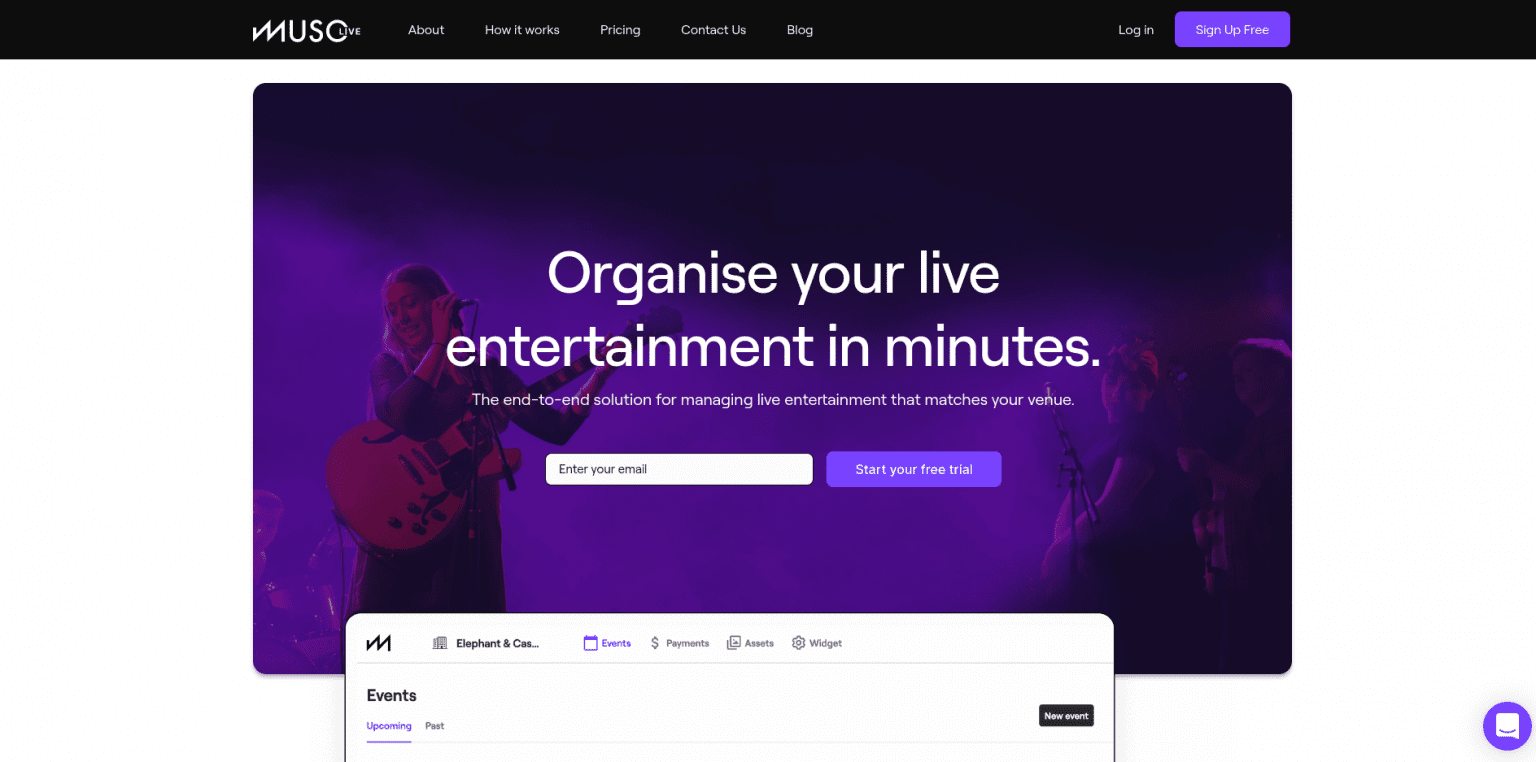 MUSO LIVE
About
How it works
Pricing
Contact Us
Blog
Log in
Sign Up Free
Organise your live
entertainment in minutes.
The end-to-end solution for managing live entertainment that matches your venue.
Enter your email
Start your free trial
Elephant & Cas...
Events
Payments
Assets
Widget
Events
New event
Upcoming
Past